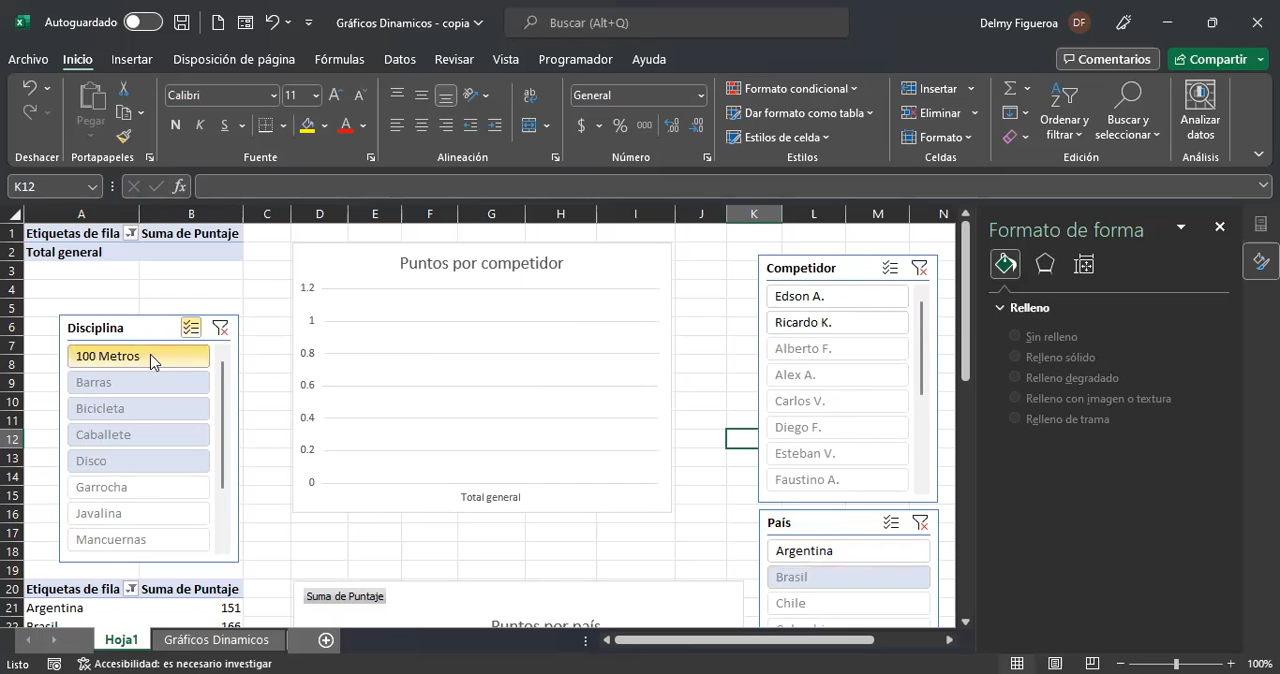 Autoguardado
Gráficos Dinamicos - copia
Buscar (Alt+Q)
Delmy Figueroa
DF
Archivo Inicio Insertar Disposición de página Fórmulas Datos Revisar Vista Programador Ayuda
Comentarios
Compartir
Pegar
Calibri 11
N K S
General
$ % 000
Formato condicional
Dar formato como tabla
Estilos de celda
Insertar
Eliminar
Formato
Ordenar y filtrar
Buscar y seleccionar
Analizar datos
Deshacer Portapapeles Fuente Alineación Número Estilos Celdas Edición Análisis
K12
fx
A B C D E F G H I J K L M N
1 Etiquetas de fila Suma de Puntaje
2 Total general
3
4
5
6
7
8
9
10
11
12
13
14
15
16
17
18
19
20 Etiquetas de fila Suma de Puntaje
21 Argentina 151
22 Brasil 166
Disciplina
100 Metros
Barras
Bicicleta
Caballete
Disco
Garrocha
Javalina
Mancuernas
Puntos por competidor
1.2
1
0.8
0.6
0.4
0.2
0
Total general
Suma de Puntaje
Puntos por país
Competidor
Edson A.
Ricardo K.
Alberto F.
Alex A.
Carlos V.
Diego F.
Esteban V.
Faustino A.
País
Argentina
Brasil
Chile
Formato de forma
Relleno
Sin relleno
Relleno sólido
Relleno degradado
Relleno con imagen o textura
Relleno de trama
Hoja1 Gráficos Dinamicos
Listo
Accesibilidad: es necesario investigar
100%